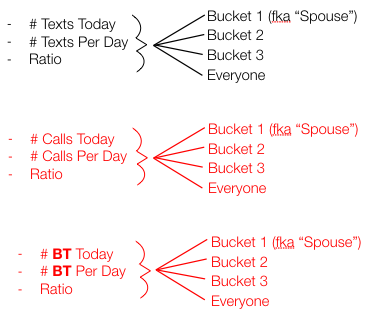 - # Texts Today
- # Texts Per Day
- Ratio
Bucket 1 (fka “Spouse”)
Bucket 2
Bucket 3
Everyone
- # Calls Today
- # Calls Per Day
- Ratio
Bucket 1 (fka “Spouse”)
Bucket 2
Bucket 3
Everyone
- # BT Today
- # BT Per Day
- Ratio
Bucket 1 (fka “Spouse”)
Bucket 2
Bucket 3
Everyone